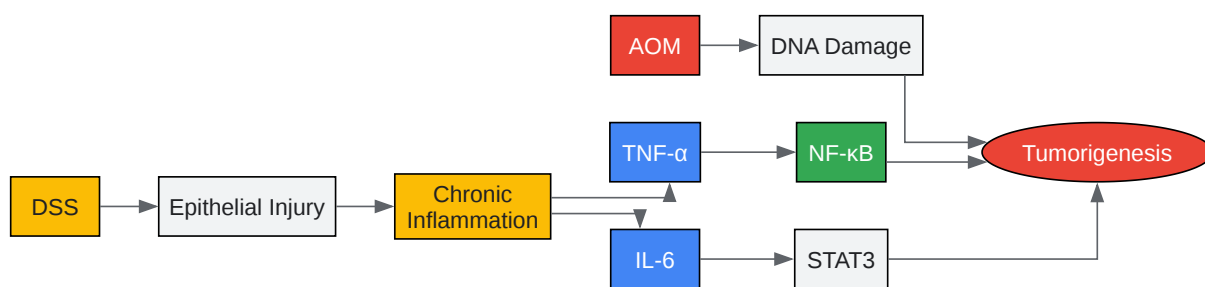 AOM
DNA Damage
TNF-α
NF-κB
Tumorigenesis
DSS
Epithelial Injury
Chronic
Inflammation
IL-6
STAT3